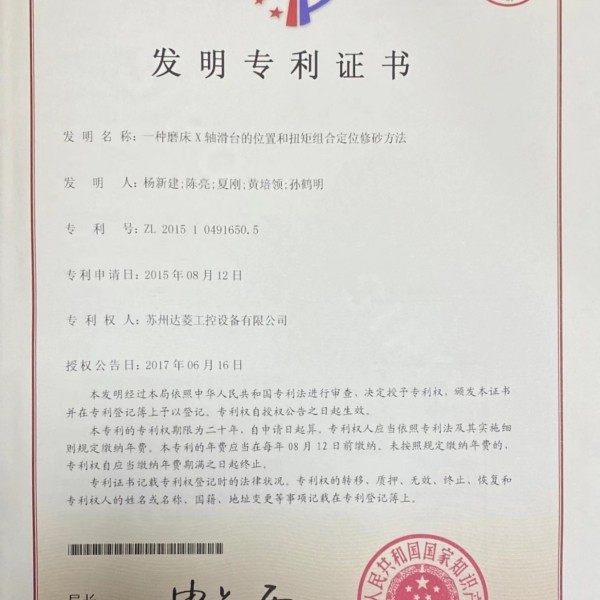 发明专利证书
发明名称：一种磨床X轴滑台的位置和扭矩组合定位修砂方法
发明人：杨新建;陈亮;夏刚;黄培领;孙鹤明
专利号：ZL 2015 1 0491650.5
专利申请日：2015年08月12日
专利权人：苏州达菱工控设备有限公司
授权公告日：2017年06月16日
本发明经过本局依照中华人民共和国专利法进行审查，决定授予专利权，颁发本证书
并在专利登记簿上予以登记。专利权自授权公告之日起生效。
本专利的专利权期限为二十年，自申请日起算。专利权人应当依照专利法及其实施细
则规定缴纳年费。本专利的年费应当在每年08月12日前缴纳。未按照规定缴纳年费的，
专利权自应当缴纳年费期满之日起终止。
专利证书记载专利权登记时的法律状况。专利权的转移、质押、无效、终止、恢复和
专利权人的姓名或名称、国籍、地址变更等事项记载在专利登记簿上。
局长
人民共和国国家知识产